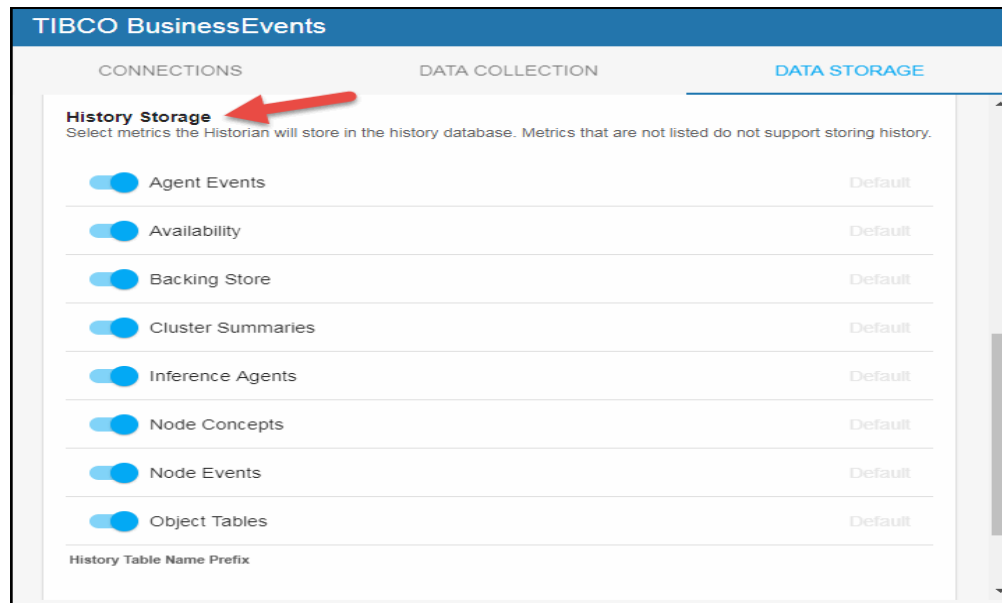 TIBCO BusinessEvents
CONNECTIONS DATA COLLECTION DATA STORAGE
History Storage
Select metrics the Historian will store in the history database. Metrics that are not listed do not support storing history.
Agent Events Default
Availability Default
Backing Store Default
Cluster Summaries Default
Inference Agents Default
Node Concepts Default
Node Events Default
Object Tables Default
History Table Name Prefix